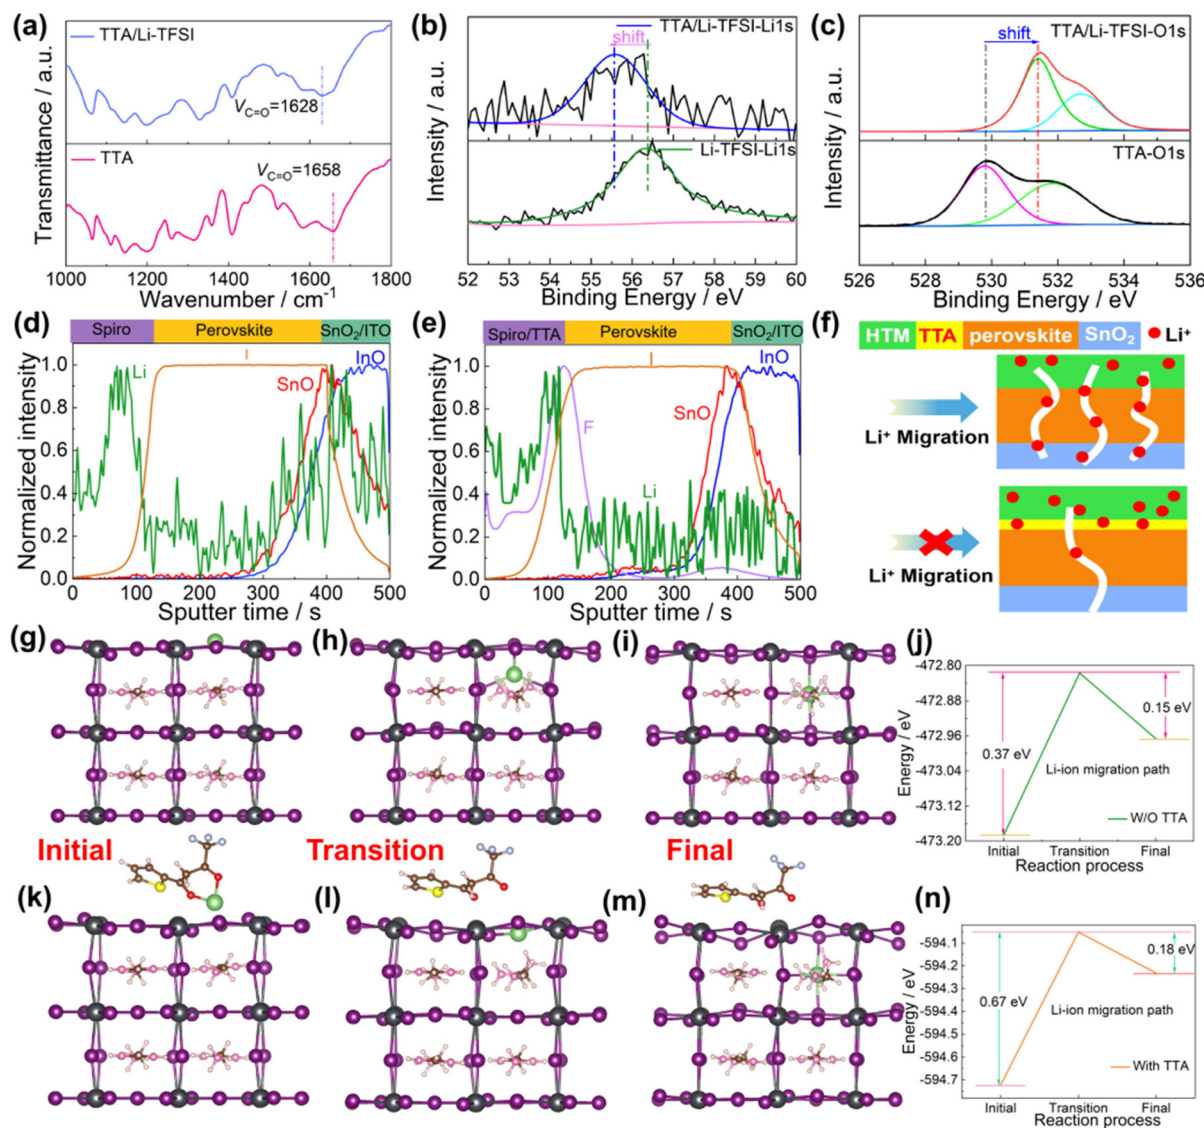 (a)
TTA/Li-TFSI
V_C=O=1628
TTA
V_C=O=1658
Transmittance / a.u.
1000 1200 1400 1600 1800
Wavenumber / cm⁻¹
(b)
TTA/Li-TFSI-Li1s
shift
Li-TFSI-Li1s
Intensity / a.u.
52 53 54 55 56 57 58 59 60
Binding Energy / eV
(c)
TTA/Li-TFSI-O1s
shift
TTA-O1s
Intensity / a.u.
526 528 530 532 534 536
Binding Energy / eV
(d)
Spiro Perovskite SnO₂/ITO
I
InO
Li
SnO
Normalized intensity
1.0
0.8
0.6
0.4
0.2
0.0
0 100 200 300 400 500
Sputter time / s
(e)
Spiro/TTA Perovskite SnO₂/ITO
I
InO
SnO
F
Li
Normalized intensity
1.0
0.8
0.6
0.4
0.2
0.0
0 100 200 300 400 500
Sputter time / s
(f)
HTM TTA perovskite SnO₂ Li⁺
Li⁺ Migration
Li⁺ Migration
(g)
(h)
(i)
(j)
Energy / eV
-472.80
-472.88
-472.96
-473.04
-473.12
-473.20
0.37 eV
0.15 eV
Li-ion migration path
W/O TTA
Initial Transition Final
Reaction process
Initial
Transition
Final
(k)
(l)
(m)
(n)
Energy / eV
-594.1
-594.2
-594.3
-594.4
-594.5
-594.6
-594.7
0.67 eV
0.18 eV
Li-ion migration path
With TTA
Initial Transition Final
Reaction process